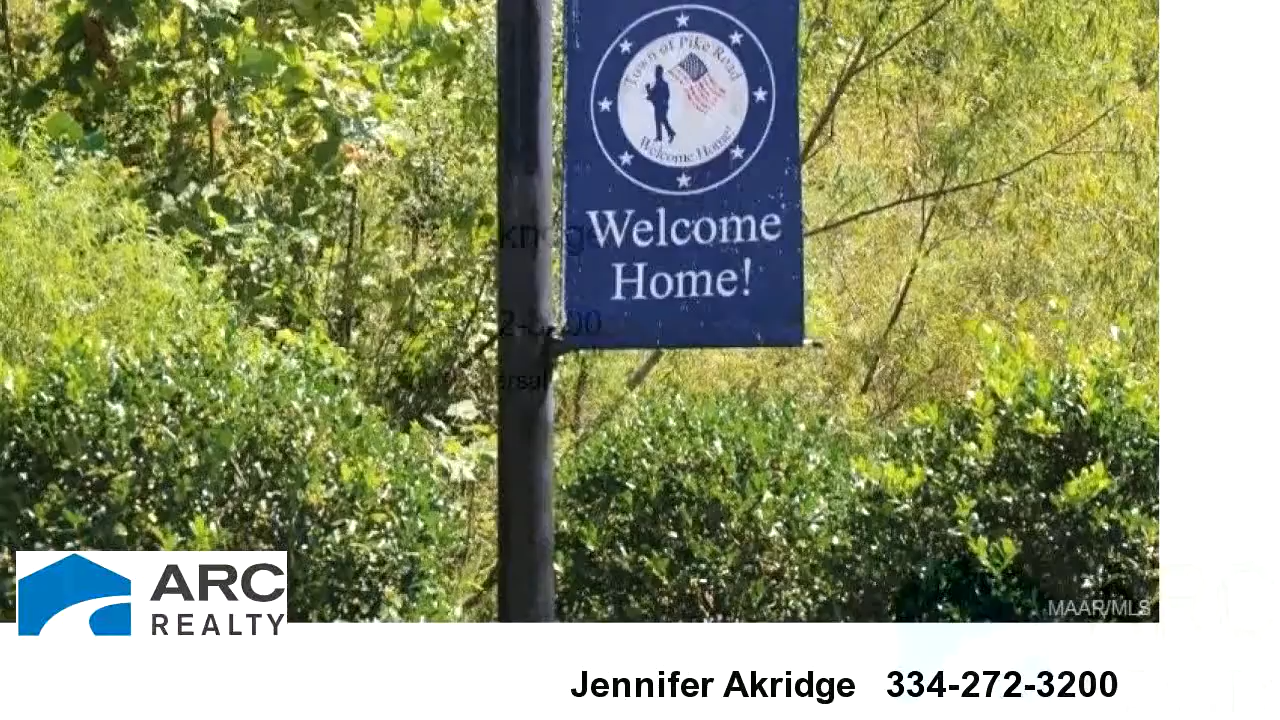 Town of Pike Road
Welcome Home!
Welcome
Home!
MAAR/MLS
ARC
REALTY
Jennifer Akridge 334-272-3200